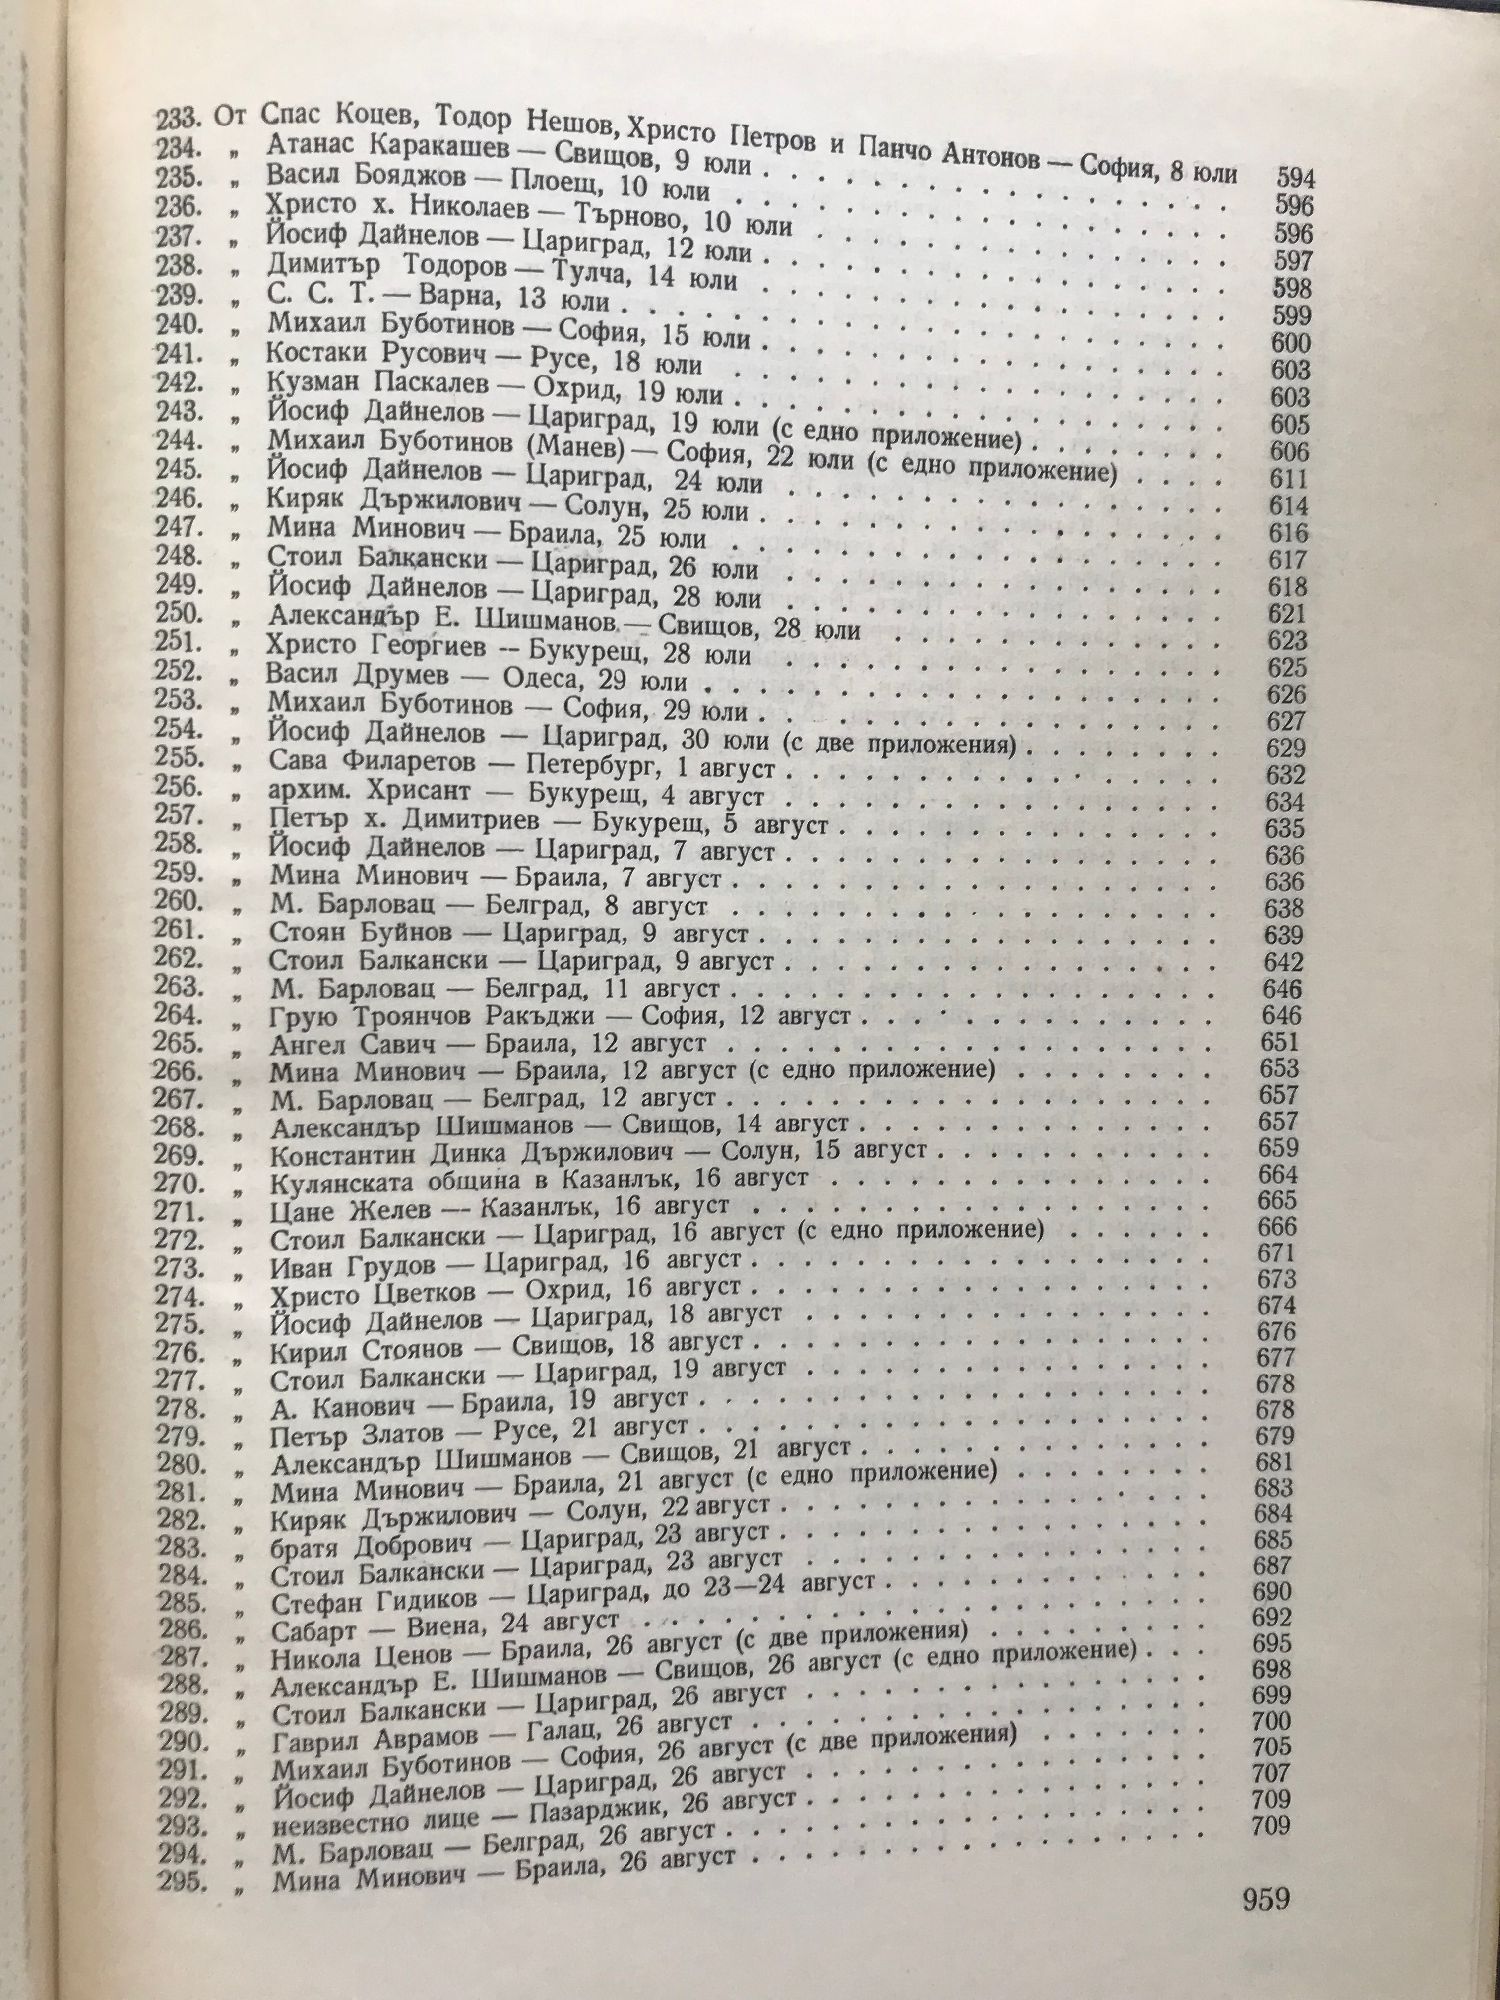 233. От Спас Коцев, Тодор Нешов, Христо Петров и Панчо Антонов — София, 8 юли 594
234. „ Атанас Каракашев — Свищов, 9 юли . . . . . . . . . . 596
235. „ Васил Бояджов — Плоещ, 10 юли . . . . . . . . . . 596
236. „ Христо х. Николаев — Търново, 10 юли . . . . . . . . . . 597
237. „ Йосиф Дайнелов — Цариград, 12 юли . . . . . . . . . . 598
238. „ Димитър Тодоров — Тулча, 14 юли . . . . . . . . . . 599
239. „ С. С. Т. — Варна, 13 юли . . . . . . . . . . 600
240. „ Михаил Буботинов — София, 15 юли . . . . . . . . . . 603
241. „ Костаки Русович — Русе, 18 юли . . . . . . . . . . 603
242. „ Кузман Паскалев — Охрид, 19 юли . . . . . . . . . . 605
243. „ Йосиф Дайнелов — Цариград, 19 юли (с едно приложение) . . . . . . . . 606
244. „ Михаил Буботинов (Манев) — София, 22 юли (с едно приложение) . . . . 611
245. „ Йосиф Дайнелов — Цариград, 24 юли . . . . . . . . . . 614
246. „ Киряк Държилович — Солун, 25 юли . . . . . . . . . . 616
247. „ Мина Минович — Браила, 25 юли . . . . . . . . . . 617
248. „ Стоил Балкански — Цариград, 26 юли . . . . . . . . . . 618
249. „ Йосиф Дайнелов — Цариград, 28 юли . . . . . . . . . . 621
250. „ Александър Е. Шишманов — Свищов, 28 юли . . . . . . . . . . 623
251. „ Христо Георгиев — Букурещ, 28 юли . . . . . . . . . . 625
252. „ Васил Друмев — Одеса, 29 юли . . . . . . . . . . 626
253. „ Михаил Буботинов — София, 29 юли . . . . . . . . . . 627
254. „ Йосиф Дайнелов — Цариград, 30 юли (с две приложения) . . . . . . . . 629
255. „ Сава Филаретов — Петербург, 1 август . . . . . . . . . . 632
256. „ архим. Хрисант — Букурещ, 4 август . . . . . . . . . . 634
257. „ Петър х. Димитриев — Букурещ, 5 август . . . . . . . . . . 635
258. „ Йосиф Дайнелов — Цариград, 7 август . . . . . . . . . . 636
259. „ Мина Минович — Браила, 7 август . . . . . . . . . . 636
260. „ М. Барловац — Белград, 8 август . . . . . . . . . . 638
261. „ Стоян Буйнов — Цариград, 9 август . . . . . . . . . . 639
262. „ Стоил Балкански — Цариград, 9 август . . . . . . . . . . 642
263. „ М. Барловац — Белград, 11 август . . . . . . . . . . 646
264. „ Грую Троянчов Ракъджи — София, 12 август . . . . . . . . . . 646
265. „ Ангел Савич — Браила, 12 август . . . . . . . . . . 651
266. „ Мина Минович — Браила, 12 август (с едно приложение) . . . . . . . . 653
267. „ М. Барловац — Белград, 12 август . . . . . . . . . . 657
268. „ Александър Шишманов — Свищов, 14 август . . . . . . . . . . 657
269. „ Константин Динка Държилович — Солун, 15 август . . . . . . . . . . 659
270. „ Кулянската община в Казанлък, 16 август . . . . . . . . . . 664
271. „ Цане Желев — Казанлък, 16 август . . . . . . . . . . 665
272. „ Стоил Балкански — Цариград, 16 август (с едно приложение) . . . . . . 666
273. „ Иван Грудов — Цариград, 16 август . . . . . . . . . . 671
274. „ Христо Цветков — Охрид, 16 август . . . . . . . . . . 673
275. „ Йосиф Дайнелов — Цариград, 18 август . . . . . . . . . . 674
276. „ Кирил Стоянов — Свищов, 18 август . . . . . . . . . . 676
277. „ Стоил Балкански — Цариград, 19 август . . . . . . . . . . 677
278. „ А. Канович — Браила, 19 август . . . . . . . . . . 678
279. „ Петър Златов — Русе, 21 август . . . . . . . . . . 678
280. „ Александър Шишманов — Свищов, 21 август . . . . . . . . . . 679
281. „ Мина Минович — Браила, 21 август (с едно приложение) . . . . . . . . 681
282. „ Киряк Държилович — Солун, 22 август . . . . . . . . . . 683
283. „ братя Добрович — Цариград, 23 август . . . . . . . . . . 684
284. „ Стоил Балкански — Цариград, 23 август . . . . . . . . . . 685
285. „ Стефан Гидиков — Цариград, до 23—24 август . . . . . . . . . . 687
286. „ Сабарт — Виена, 24 август . . . . . . . . . . 690
287. „ Никола Ценов — Браила, 26 август (с две приложения) . . . . . . . . . 692
288. „ Александър Е. Шишманов — Свищов, 26 август (с едно приложение) . . . 695
289. „ Стоил Балкански — Цариград, 26 август . . . . . . . . . . 698
290. „ Гаврил Аврамов — Галац, 26 август . . . . . . . . . . 699
291. „ Михаил Буботинов — София, 26 август (с две приложения) . . . . . . . 700
292. „ Йосиф Дайнелов — Цариград, 26 август . . . . . . . . . . 705
293. „ неизвестно лице — Пазарджик, 26 август . . . . . . . . . . 707
294. „ М. Барловац — Белград, 26 август . . . . . . . . . . 709
295. „ Мина Минович — Браила, 26 август . . . . . . . . . . 709
959